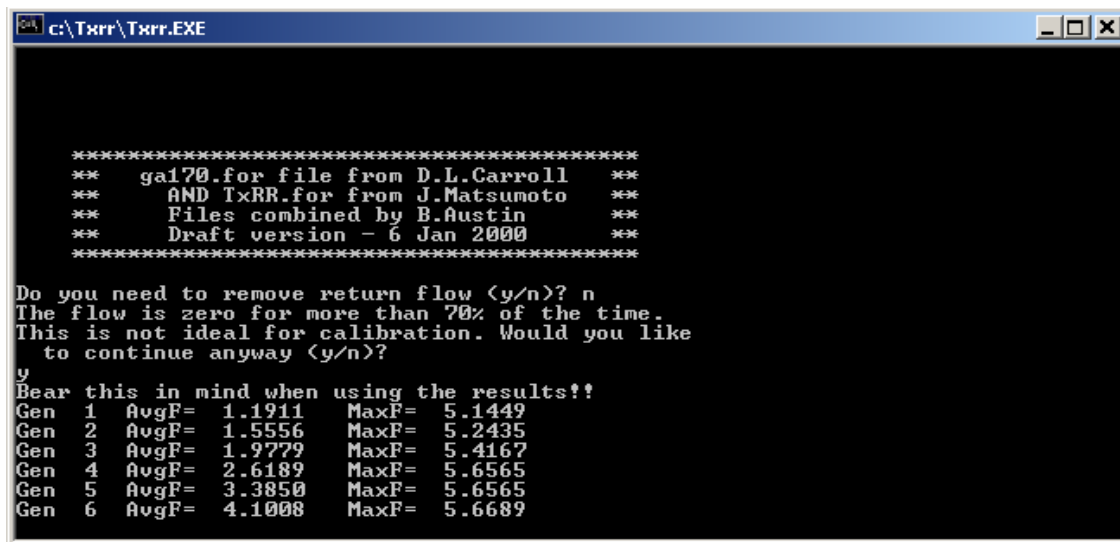 c:\Txrr\Txrr.EXE
******************************************
** ga170.for file from D.L.Carroll **
** AND TxRR.for from J.Matsumoto **
** Files combined by B.Austin **
** Draft version - 6 Jan 2000 **
******************************************
Do you need to remove return flow (y/n)? n
The flow is zero for more than 70% of the time.
This is not ideal for calibration. Would you like
to continue anyway (y/n)?
y
Bear this in mind when using the results!!
Gen 1 AvgF= 1.1911 MaxF= 5.1449
Gen 2 AvgF= 1.5556 MaxF= 5.2435
Gen 3 AvgF= 1.9779 MaxF= 5.4167
Gen 4 AvgF= 2.6189 MaxF= 5.6565
Gen 5 AvgF= 3.3850 MaxF= 5.6565
Gen 6 AvgF= 4.1008 MaxF= 5.6689